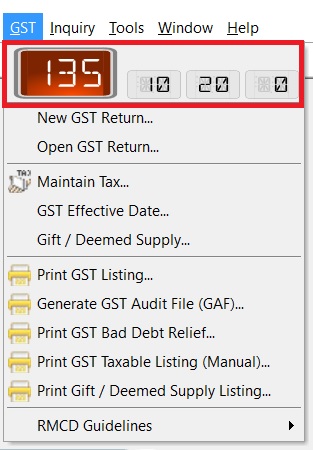 GST Inquiry Tools Window Help
135 10 20 0
New GST Return...
Open GST Return...
TAX
Maintain Tax...
GST Effective Date...
Gift / Deemed Supply...
Print GST Listing...
Generate GST Audit File (GAF)...
Print GST Bad Debt Relief...
Print GST Taxable Listing (Manual)...
Print Gift / Deemed Supply Listing...
RMCD Guidelines